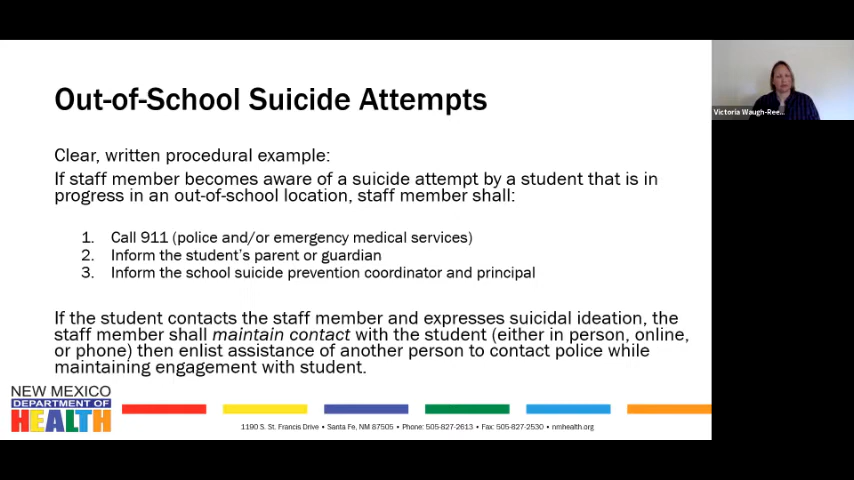 Out-of-School Suicide Attempts
Victoria Waugh-Ree...
Clear, written procedural example:
If staff member becomes aware of a suicide attempt by a student that is in
progress in an out-of-school location, staff member shall:
1. Call 911 (police and/or emergency medical services)
2. Inform the student's parent or guardian
3. Inform the school suicide prevention coordinator and principal
If the student contacts the staff member and expresses suicidal ideation, the
staff member shall maintain contact with the student (either in person, online,
or phone) then enlist assistance of another person to contact police while
maintaining engagement with student.
NEW MEXICO
DEPARTMENT OF
HEALTH
1190 S. St. Francis Drive • Santa Fe, NM 87505 • Phone: 505-827-2613 • Fax: 505-827-2530 • nmhealth.org